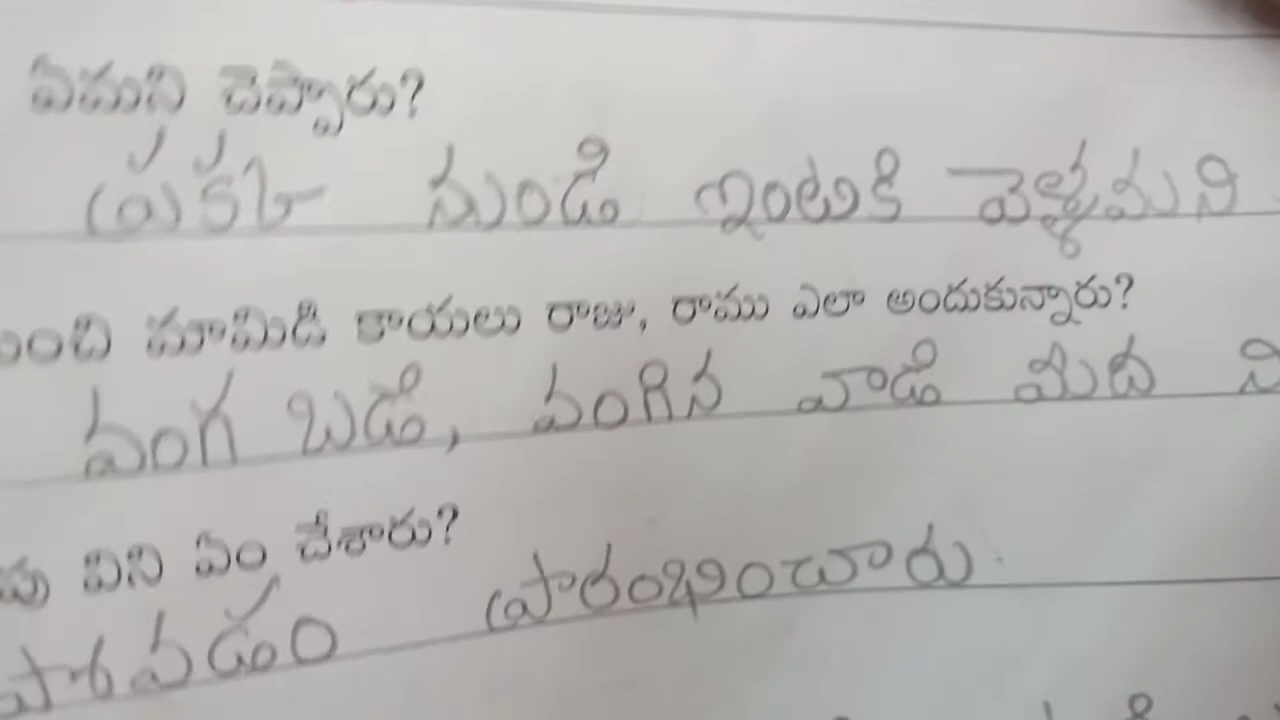 ఏమని చెప్పారు?
నుండి ఇంటికి వెళ్ళమని
మామిడి కాయలు రాజు, రాము ఎలా అందుకున్నారు?
వంగ బడి, వంగిన వాడి మీద
విని ఏం చేశారు?
ప్రారంభించారు.